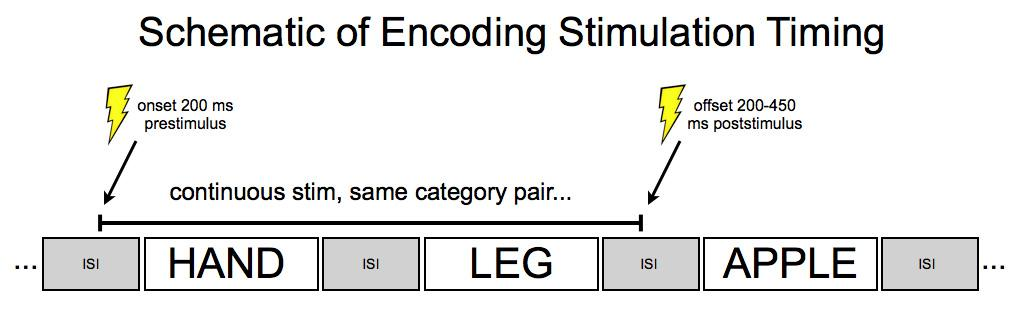 Schematic of Encoding Stimulation Timing
onset 200 ms
prestimulus
offset 200-450
ms poststimulus
continuous stim, same category pair...
... ISI HAND ISI LEG ISI APPLE ISI ...